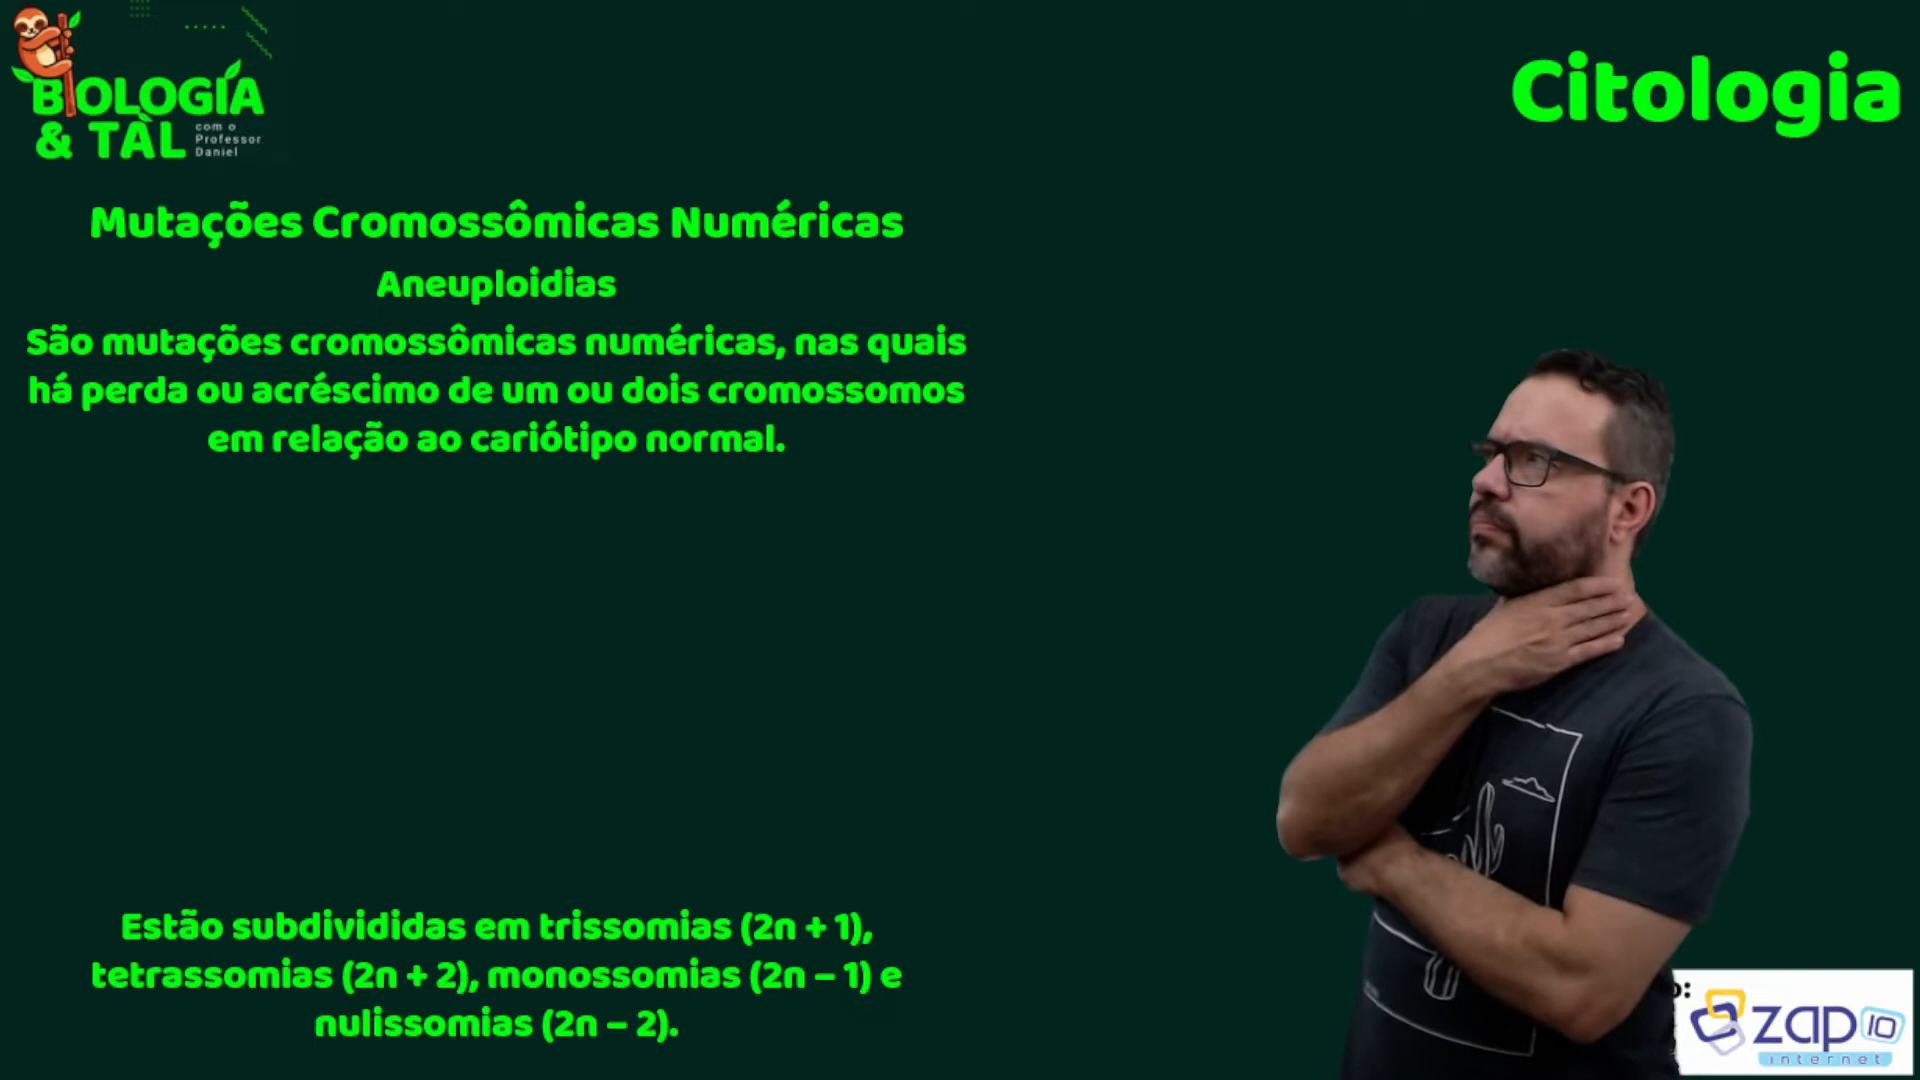 BIOLOGIA
& TAL
com o
Professor
Daniel
Citologia
Mutações Cromossômicas Numéricas
Aneuploidias
São mutações cromossômicas numéricas, nas quais
há perda ou acréscimo de um ou dois cromossomos
em relação ao cariótipo normal.
Estão subdivididas em trissomias (2n + 1),
tetrassomias (2n + 2), monossomias (2n – 1) e
nulissomias (2n – 2).
zap 10
internet